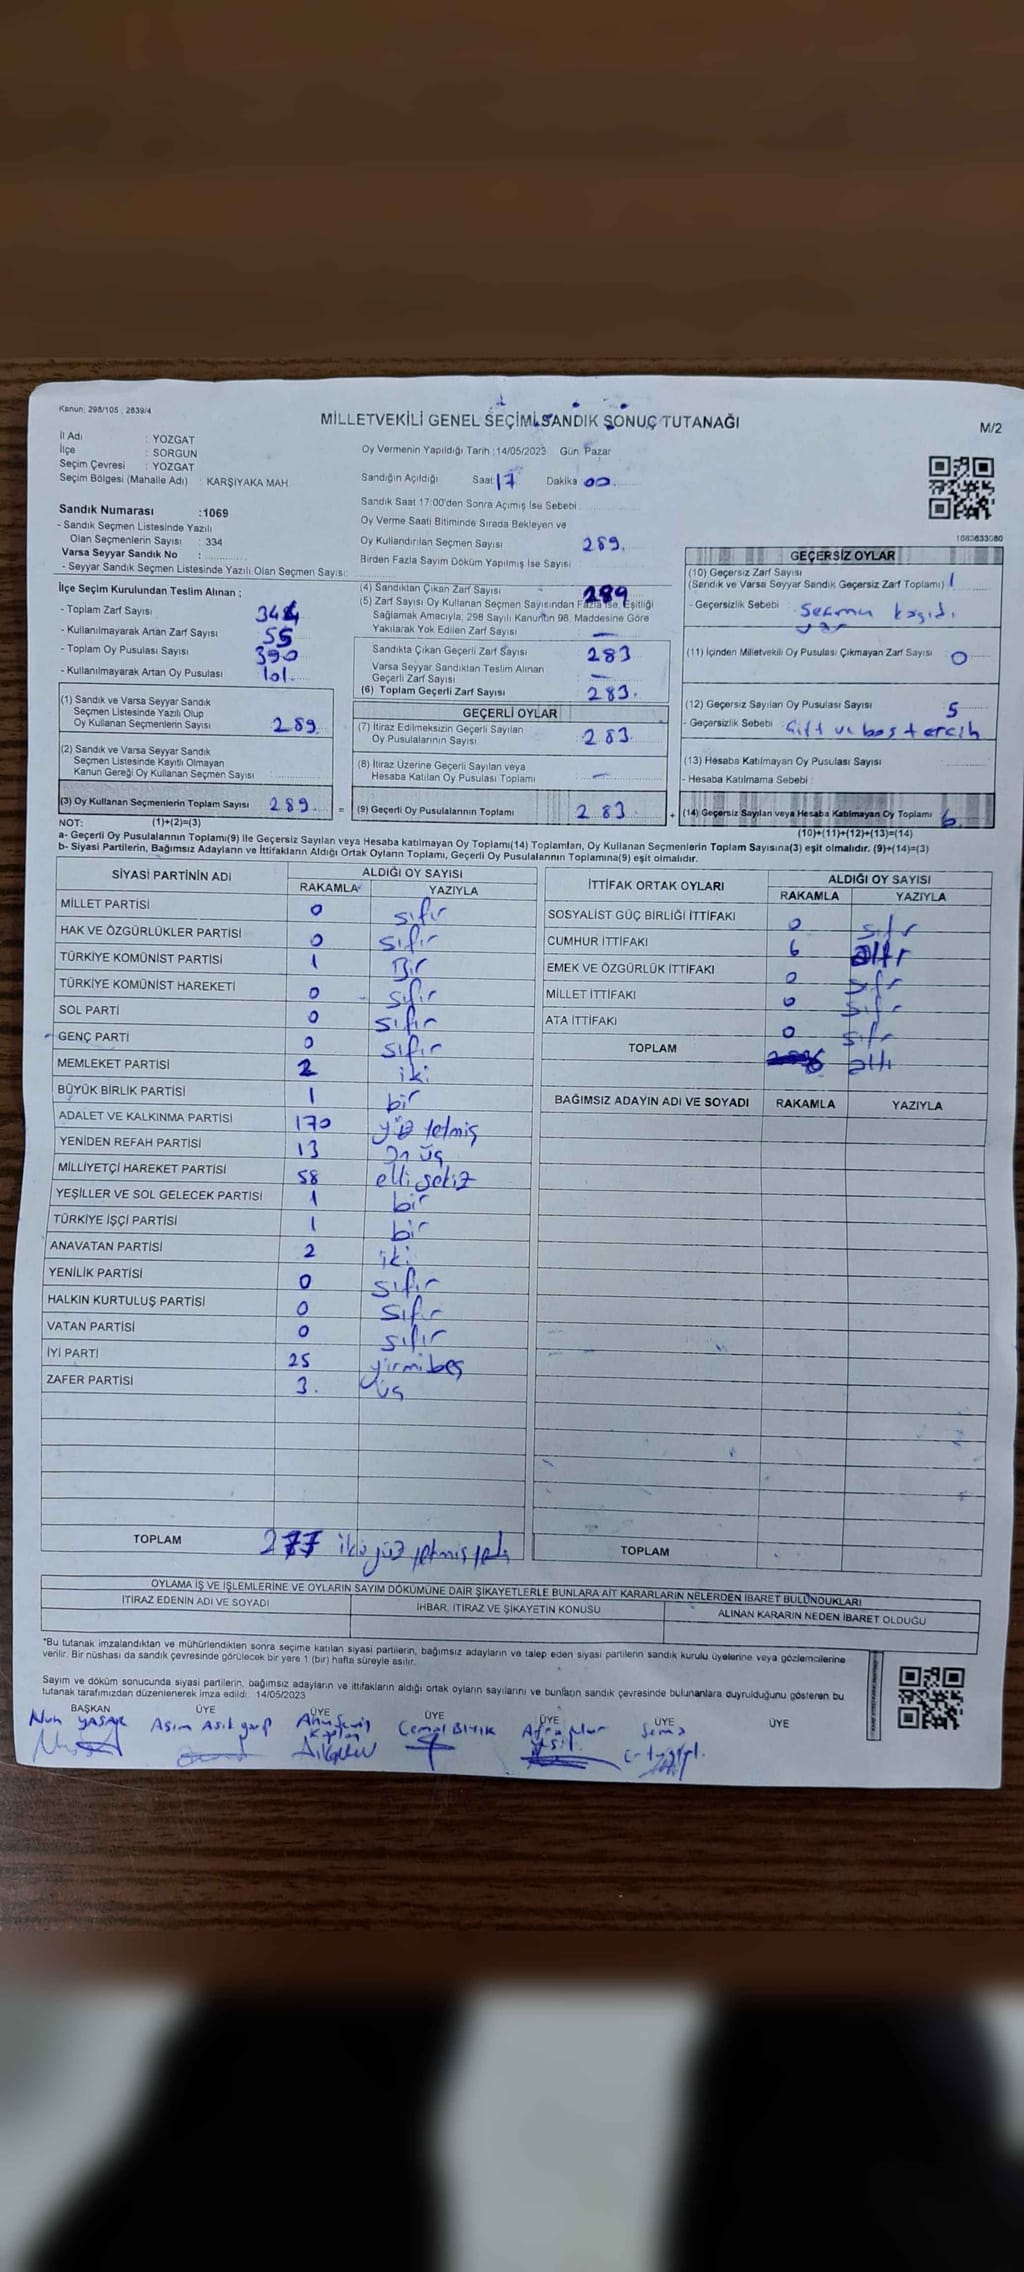 Kanun; 298/105 , 2839/4
MİLLETVEKİLİ GENEL SEÇİMİ SANDIK SONUÇ TUTANAĞI
M/2
İl Adı : YOZGAT
İlçe : SORGUN
Seçim Çevresi : YOZGAT
Seçim Bölgesi (Mahalle Adı) : KARŞIYAKA MAH.
Sandık Numarası :1069
- Sandık Seçmen Listesinde Yazılı
Olan Seçmenlerin Sayısı : 334
Varsa Seyyar Sandık No :
- Seyyar Sandık Seçmen Listesinde Yazılı Olan Seçmen Sayısı:
Oy Vermenin Yapıldığı Tarih :14/05/2023 Gün: Pazar
Sandığın Açıldığı Saat 17 Dakika 00
Sandık Saat 17:00'den Sonra Açımış İse Sebebi :
Oy Verme Saati Bitiminde Sırada Bekleyen ve
Oy Kullandırılan Seçmen Sayısı 289.
Birden Fazla Sayım Döküm Yapılmış İse Sayısı :
1080633080
İlçe Seçim Kurulundan Teslim Alınan ;
- Toplam Zarf Sayısı 344
- Kullanılmayarak Artan Zarf Sayısı 55
- Toplam Oy Pusulası Sayısı 390
- Kullanılmayarak Artan Oy Pusulası 101.
(1) Sandık ve Varsa Seyyar Sandık
Seçmen Listesinde Yazılı Olup
Oy Kullanan Seçmenlerin Sayısı 289
(2) Sandık ve Varsa Seyyar Sandık
Seçmen Listesinde Kayıtlı Olmayan
Kanun Gereği Oy Kullanan Seçmen Sayısı
(3) Oy Kullanan Seçmenlerin Toplam Sayısı 289 =
(4) Sandıktan Çıkan Zarf Sayısı 289
(5) Zarf Sayısı Oy Kullanan Seçmen Sayısından Fazla İse, Eşitliği
Sağlamak Amacıyla; 298 Sayılı Kanun'un 98. Maddesine Göre
Yakılarak Yok Edilen Zarf Sayısı —
Sandıkta Çıkan Geçerli Zarf Sayısı 283
Varsa Seyyar Sandıktan Teslim Alınan
Geçerli Zarf Sayısı —
(6) Toplam Geçerli Zarf Sayısı 283.
GEÇERLİ OYLAR
(7) İtiraz Edilmeksizin Geçerli Sayılan
Oy Pusulalarının Sayısı :283
(8) İtiraz Üzerine Geçerli Sayılan veya
Hesaba Katılan Oy Pusulası Toplamı —
(9) Geçerli Oy Pusulalarının Toplamı 283 +
GEÇERSİZ OYLAR
(10) Geçersiz Zarf Sayısı
(Sandık ve Varsa Seyyar Sandık Geçersiz Zarf Toplamı) 1
- Geçersizlik Sebebi : Seçmen kağıdı
var
(11) İçinden Milletvekili Oy Pusulası Çıkmayan Zarf Sayısı : 0
(12) Geçersiz Sayılan Oy Pusulası Sayısı 5
- Geçersizlik Sebebi : Çift ve boş tercih
(13) Hesaba Katılmayan Oy Pusulası Sayısı
- Hesaba Katılmama Sebebi :
(14) Geçersiz Sayılan veya Hesaba Katılmayan Oy Toplamı 6
NOT: (1)+(2)=(3)
(10)+(11)+(12)+(13)=(14)
a- Geçerli Oy Pusulalarının Toplamı(9) ile Geçersiz Sayılan veya Hesaba katılmayan Oy Toplamı(14) Toplamları, Oy Kullanan Seçmenlerin Toplam Sayısına(3) eşit olmalıdır. (9)+(14)=(3)
b- Siyasi Partilerin, Bağımsız Adayların ve İttifakların Aldığı Ortak Oyların Toplamı, Geçerli Oy Pusulalarının Toplamına(9) eşit olmalıdır.
SİYASİ PARTİNİN ADI ALDIĞI OY SAYISI
RAKAMLA YAZIYLA
MİLLET PARTİSİ 0 sıfır
HAK VE ÖZGÜRLÜKLER PARTİSİ 0 sıfır
TÜRKİYE KOMÜNİST PARTİSİ 1 Bir
TÜRKİYE KOMÜNİST HAREKETİ 0 sıfır
SOL PARTİ 0 sıfır
GENÇ PARTİ 0 sıfır
MEMLEKET PARTİSİ 2 iki
BÜYÜK BİRLİK PARTİSİ 1 bir
ADALET VE KALKINMA PARTİSİ 170 yüz yetmiş
YENİDEN REFAH PARTİSİ 13 On üç
MİLLİYETÇİ HAREKET PARTİSİ 58 elli sekiz
YEŞİLLER VE SOL GELECEK PARTİSİ 1 bir
TÜRKİYE İŞÇİ PARTİSİ 1 bir
ANAVATAN PARTİSİ 2 iki
YENİLİK PARTİSİ 0 sıfır
HALKIN KURTULUŞ PARTİSİ 0 sıfır
VATAN PARTİSİ 0 sıfır
İYİ PARTİ 25 yirmibeş
ZAFER PARTİSİ 3. üç
TOPLAM 277 iki yüz yetmiş yedi
İTTİFAK ORTAK OYLARI ALDIĞI OY SAYISI
RAKAMLA YAZIYLA
SOSYALİST GÜÇ BİRLİĞİ İTTİFAKI 0 sıfır
CUMHUR İTTİFAKI 6 altı
EMEK VE ÖZGÜRLÜK İTTİFAKI 0 sıfır
MİLLET İTTİFAKI 0 sıfır
ATA İTTİFAKI 0 sıfır
TOPLAM 6 altı
BAĞIMSIZ ADAYIN ADI VE SOYADI RAKAMLA YAZIYLA
TOPLAM
OYLAMA İŞ VE İŞLEMLERİNE VE OYLARIN SAYIM DÖKÜMÜNE DAİR ŞİKAYETLERLE BUNLARA AİT KARARLARIN NELERDEN İBARET BULUNDUKLARI
İTİRAZ EDENİN ADI VE SOYADI İHBAR, İTİRAZ VE ŞİKAYETİN KONUSU ALINAN KARARIN NEDEN İBARET OLDUĞU
*Bu tutanak imzalandıktan ve mühürlendikten sonra seçime katılan siyasi partilerin, bağımsız adayların ve talep eden siyasi partilerin sandık kurulu üyelerine veya gözlemcilerine
verilir. Bir nüshası da sandık çevresinde görülecek bir yere 1 (bir) hafta süreyle asılır.
Sayım ve döküm sonucunda siyasi partilerin, bağımsız adayların ve ittifakların aldığı ortak oyların sayılarını ve bunların sandık çevresinde bulunanlara duyrulduğunu gösteren bu
tutanak tarafımızdan düzenlenerek imza edildi. 14/05/2023
BAŞKAN ÜYE ÜYE ÜYE ÜYE ÜYE ÜYE
Nuh YAŞAR Asım Cemal BIYIK Sema
Kaplan